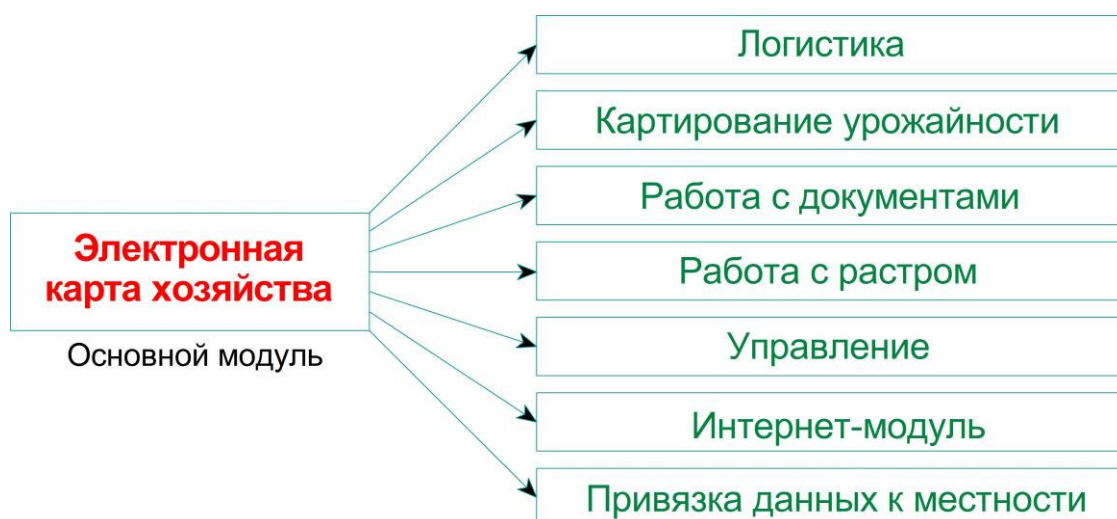 Электронная
карта хозяйства
Основной модуль
Логистика
Картирование урожайности
Работа с документами
Работа с растром
Управление
Интернет-модуль
Привязка данных к местности